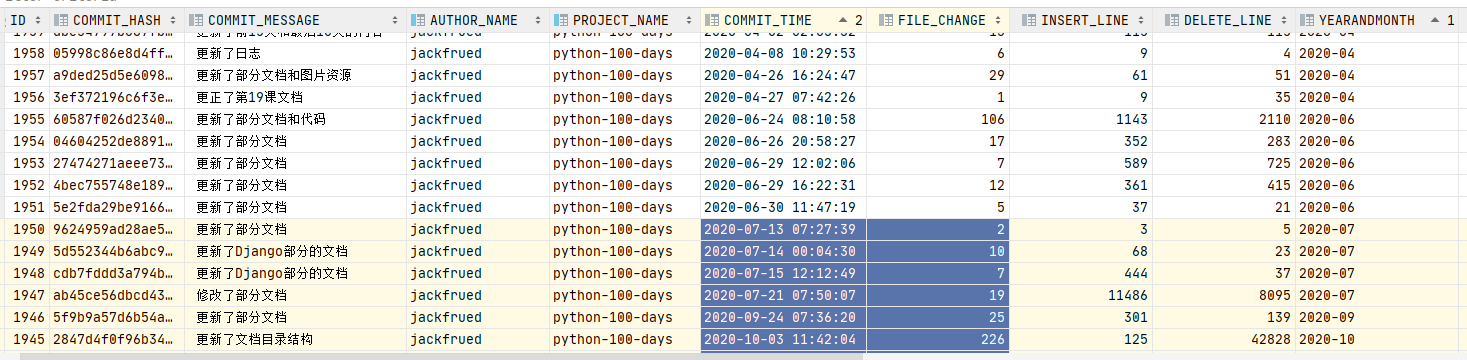 ID COMMIT_HASH COMMIT_MESSAGE AUTHOR_NAME PROJECT_NAME COMMIT_TIME 2 FILE_CHANGE INSERT_LINE DELETE_LINE YEARANDMONTH 1
1958 05998c86e8d4ff… 更新了日志 jackfrued python-100-days 2020-04-08 10:29:53 6 9 4 2020-04
1957 a9ded25d5e6098… 更新了部分文档和图片资源 jackfrued python-100-days 2020-04-26 16:24:47 29 61 51 2020-04
1956 3ef372196c6f3e… 更正了第19课文档 jackfrued python-100-days 2020-04-27 07:42:26 1 9 35 2020-04
1955 60587f026d2340… 更新了部分文档和代码 jackfrued python-100-days 2020-06-24 08:10:58 106 1143 2110 2020-06
1954 04604252de8891… 更新了部分文档 jackfrued python-100-days 2020-06-26 20:58:27 17 352 283 2020-06
1953 27474271aeee73… 更新了部分文档 jackfrued python-100-days 2020-06-29 12:02:06 7 589 725 2020-06
1952 4bec755748e189… 更新了部分文档 jackfrued python-100-days 2020-06-29 16:22:31 12 361 415 2020-06
1951 5e2fda29be9166… 更新了部分文档 jackfrued python-100-days 2020-06-30 11:47:19 5 37 21 2020-06
1950 9624959ad28ae5… 更新了部分文档 jackfrued python-100-days 2020-07-13 07:27:39 2 3 5 2020-07
1949 5d552344b6abc9… 更新了Django部分的文档 jackfrued python-100-days 2020-07-14 00:04:30 10 68 23 2020-07
1948 cdb7fddd3a794b… 更新了Django部分的文档 jackfrued python-100-days 2020-07-15 12:12:49 7 444 37 2020-07
1947 ab45ce56dbcd43… 修改了部分文档 jackfrued python-100-days 2020-07-21 07:50:07 19 11486 8095 2020-07
1946 5f9b9a57d6b54a… 更新了部分文档 jackfrued python-100-days 2020-09-24 07:36:20 25 301 139 2020-09
1945 2847d4f0f96b34… 更新了文档目录结构 jackfrued python-100-days 2020-10-03 11:42:04 226 125 42828 2020-10